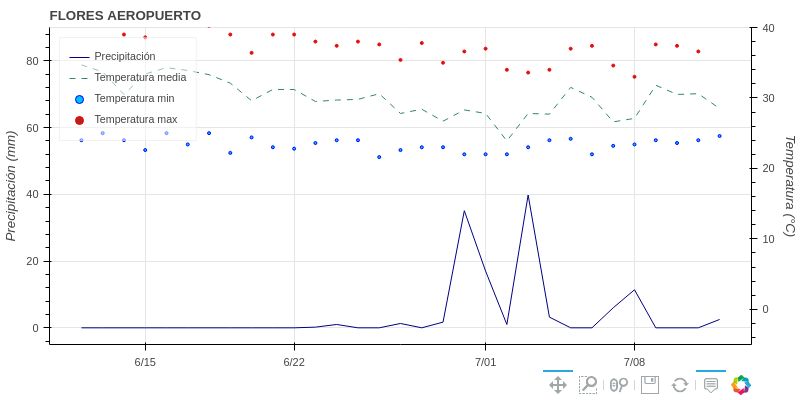 FLORES AEROPUERTO
Precipitación
Temperatura media
Temperatura min
Temperatura max
Precipitación (mm)
80
60
40
20
0
Temperatura (°C)
40
30
20
10
0
6/15
6/22
7/01
7/08